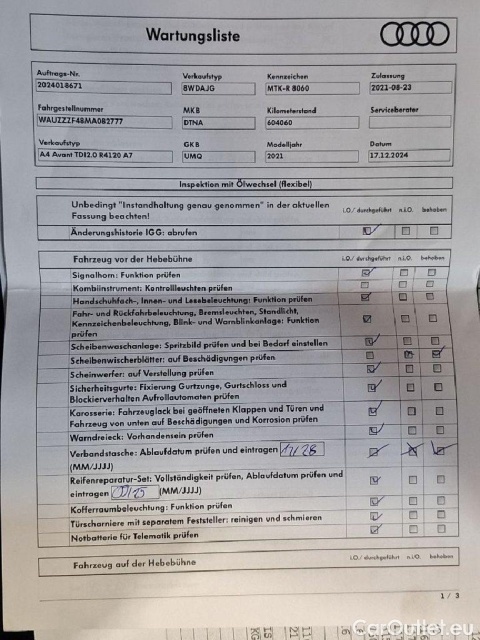 Wartungsliste
Auftrags-Nr. Verkaufstyp Kennzeichen Zulassung
2024018671 8WDAJG MTK-R 8060 2021-08-23
Fahrgestellnummer MKB Kilometerstand Serviceberater
WAUZZZF48MA082777 DTNA 604060
Verkaufstyp GKB Modelljahr Datum
A4 Avant TDI2.0 R4120 A7 UMQ 2021 17.12.2024
Inspektion mit Ölwechsel (flexibel)
Unbedingt "Instandhaltung genau genommen" in der aktuellen i.O./ durchgeführt n.i.O. behoben
Fassung beachten!
Änderungshistorie IGG: abrufen
Fahrzeug vor der Hebebühne i.O./ durchgeführt n.i.O. behoben
Signalhorn: Funktion prüfen
Kombiinstrument: Kontrollleuchten prüfen
Handschuhfach-, Innen- und Lesebeleuchtung: Funktion prüfen
Fahr- und Rückfahrbeleuchtung, Bremsleuchten, Standlicht,
Kennzeichenbeleuchtung, Blink- und Warnblinkanlage: Funktion
prüfen
Scheibenwaschanlage: Spritzbild prüfen und bei Bedarf einstellen
Scheibenwischerblätter: auf Beschädigungen prüfen
Scheinwerfer: auf Verstellung prüfen
Sicherheitsgurte: Fixierung Gurtzunge, Gurtschloss und
Blockierverhalten Aufrollautomaten prüfen
Karosserie: Fahrzeuglack bei geöffneten Klappen und Türen und
Fahrzeug von unten auf Beschädigungen und Korrosion prüfen
Warndreieck: Vorhandensein prüfen
Verbandstasche: Ablaufdatum prüfen und eintragen
(MM/JJJJ)
Reifenreparatur-Set: Vollständigkeit prüfen, Ablaufdatum prüfen und
eintragen (MM/JJJJ)
Kofferraumbeleuchtung: Funktion prüfen
Türscharniere mit separatem Feststeller: reinigen und schmieren
Notbatterie für Telematik prüfen
Fahrzeug auf der Hebebühne i.O./ durchgeführt n.i.O. behoben
1 / 3
CarOutlet.eu